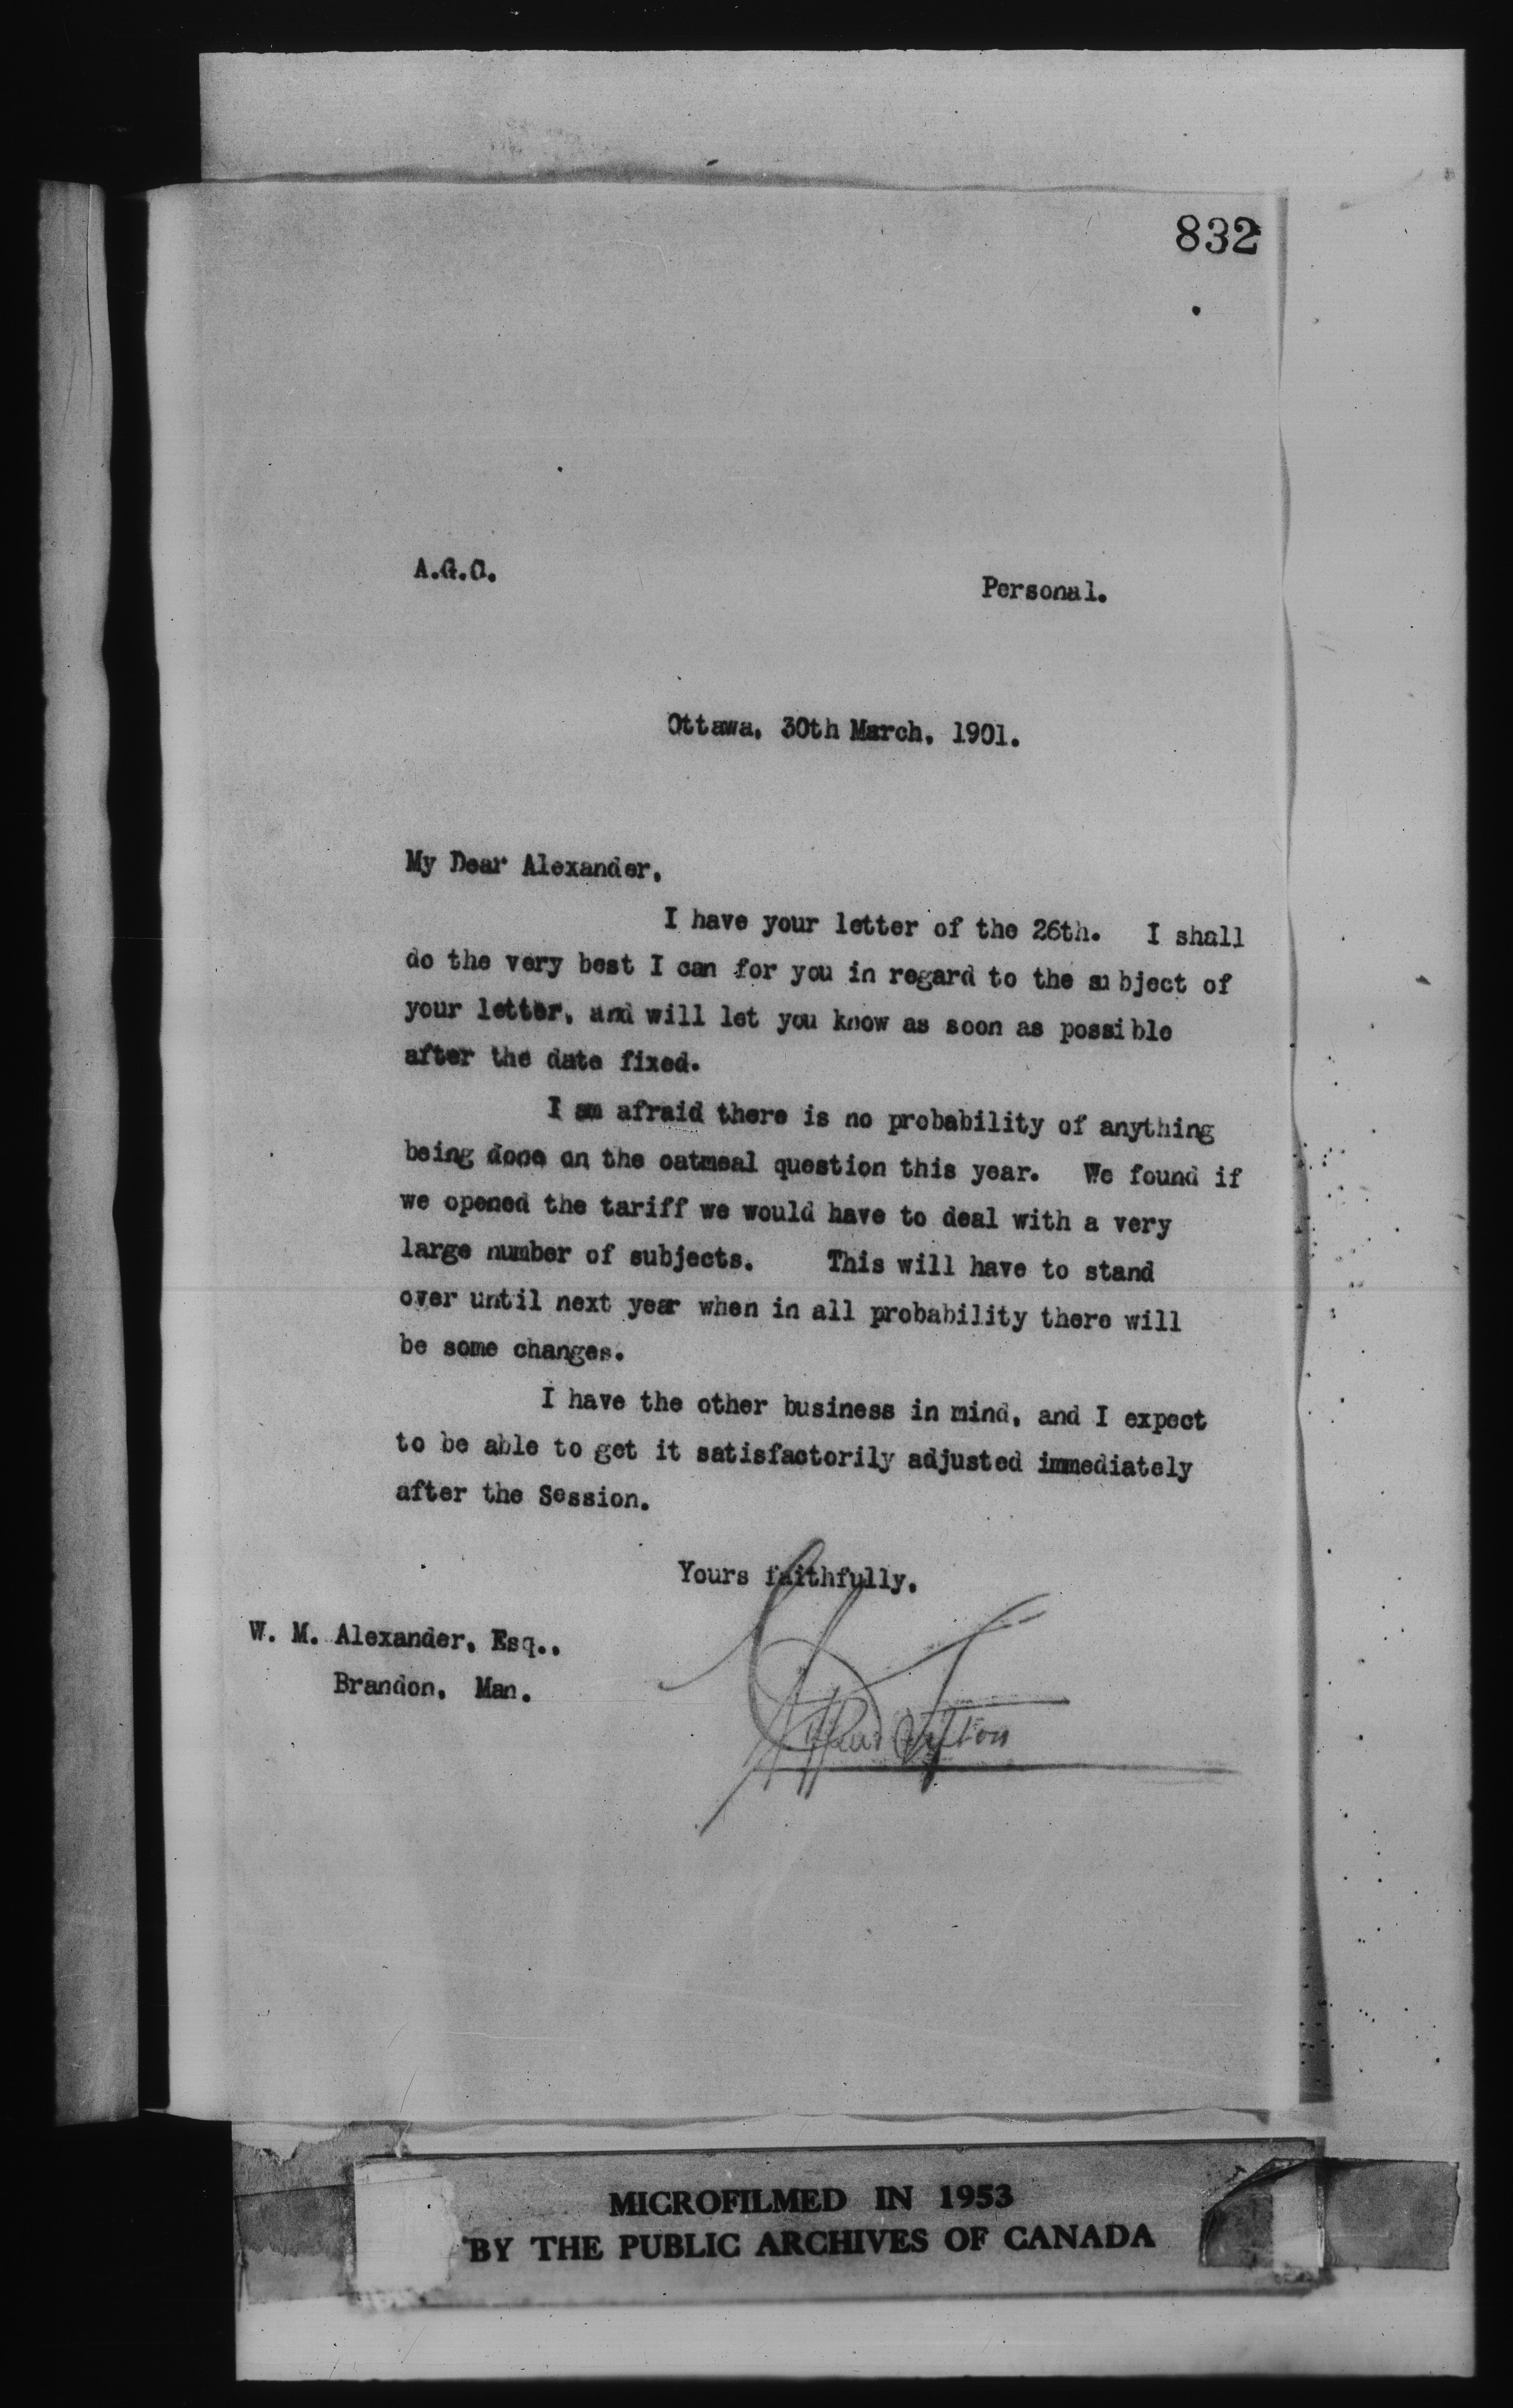 832
A.G.C.
Personal.
Ottawa, 30th March, 1901.
My Dear Alexander,
I have your letter of the 26th. I shall
do the very best I can for you in regard to the subject of
your letter, and will let you know as soon as possible
after the date fixed.
I am afraid there is no probability of anything
being done on the oatmeal question this year. We found if
we opened the tariff we would have to deal with a very
large number of subjects. This will have to stand
over until next year when in all probability there will
be some changes.
I have the other business in mind, and I expect
to be able to get it satisfactorily adjusted immediately
after the Session.
Yours faithfully,
W. M. Alexander, Esq.,
Brandon, Man.
Clifford Sifton
MICROFILMED IN 1953
BY THE PUBLIC ARCHIVES OF CANADA